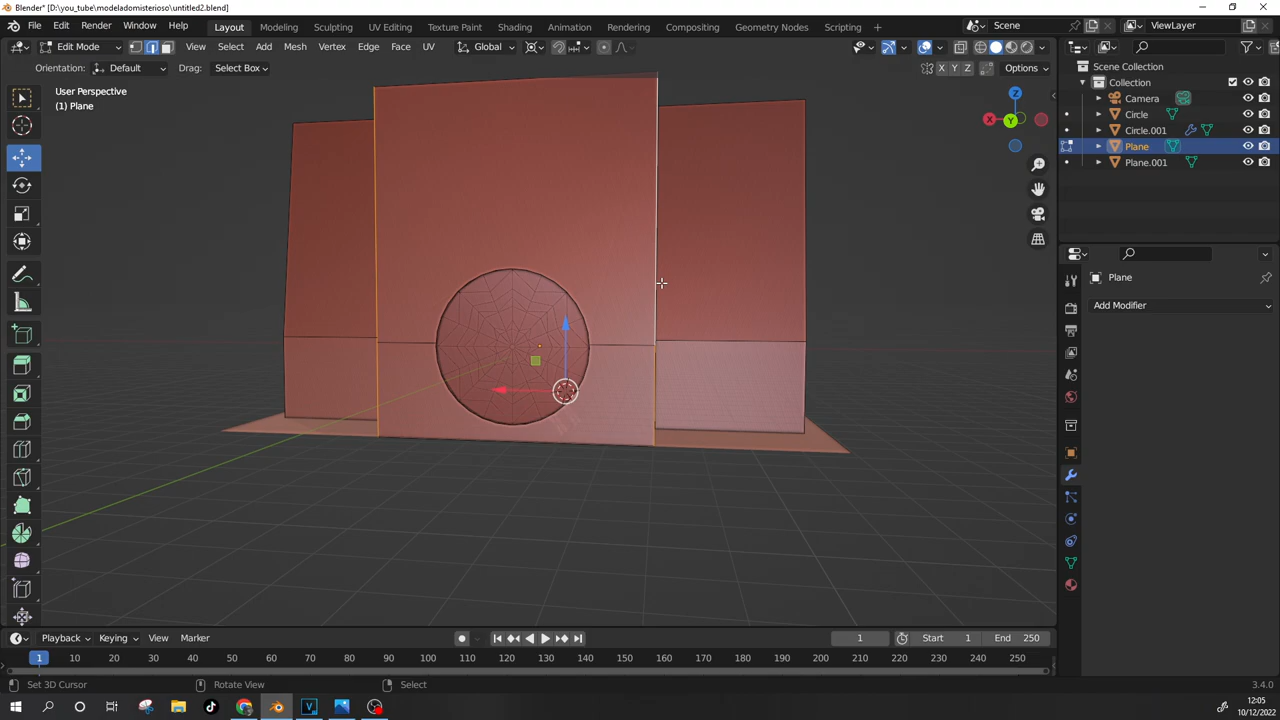 Blender* [D:\you_tube\modeladomisterioso\untitled2.blend]
File Edit Render Window Help Layout Modeling Sculpting UV Editing Texture Paint Shading Animation Rendering Compositing Geometry Nodes Scripting Scene ViewLayer
Edit Mode View Select Add Mesh Vertex Edge Face UV Global
Orientation: Default Drag: Select Box X Y Z Options
User Perspective
(1) Plane
Z
X
Y
Scene Collection
Collection
Camera
Circle
Circle.001
Plane
Plane.001
Plane
Add Modifier
Playback Keying View Marker 1 Start 1 End 250
1 10 20 30 40 50 60 70 80 90 100 110 120 130 140 150 160 170 180 190 200 210 220 230 240 250
Set 3D Cursor Rotate View Select 3.4.0
12:05
10/12/2022